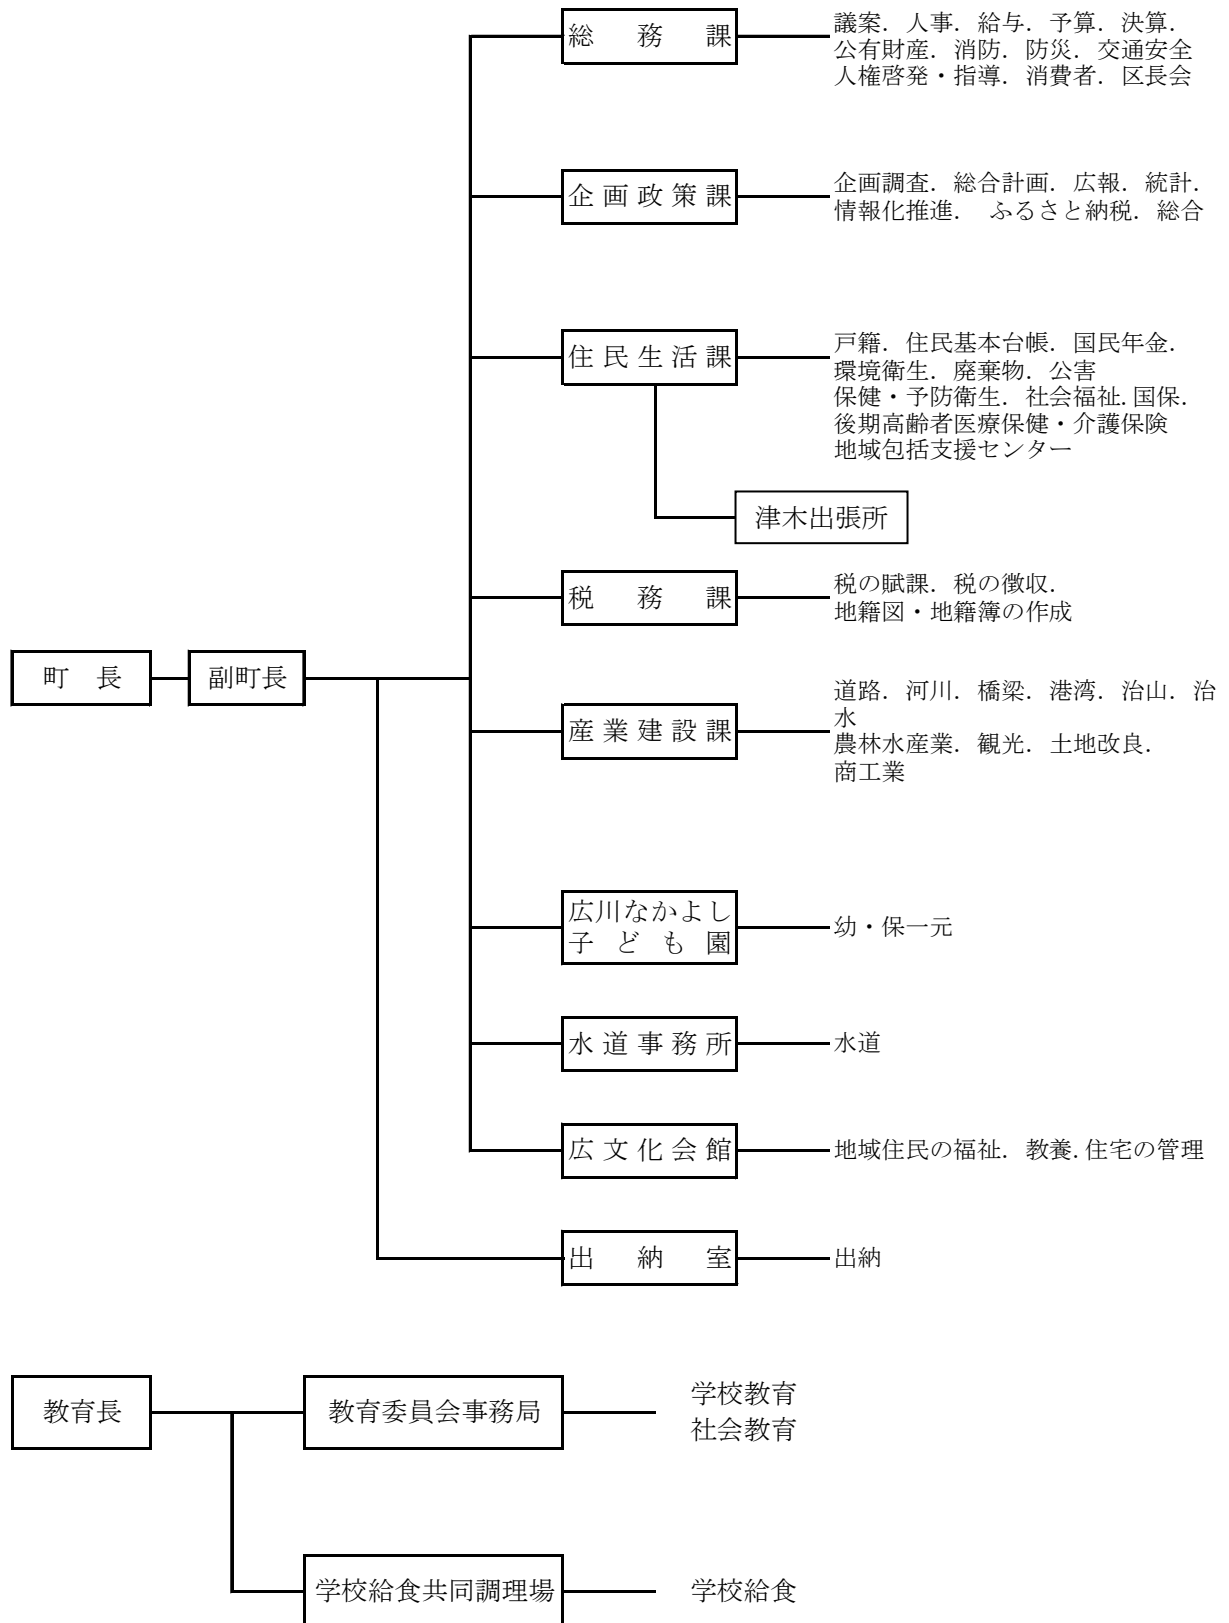 総務課
議案．人事．給与．予算．決算．
公有財産．消防．防災．交通安全
人権啓発・指導．消費者．区長会
企画政策課
企画調査．総合計画．広報．統計．
情報化推進．　ふるさと納税．総合
住民生活課
戸籍．住民基本台帳．国民年金．
環境衛生．廃棄物．公害
保健・予防衛生．社会福祉．国保．
後期高齢者医療保健・介護保険
地域包括支援センター
津木出張所
税務課
税の賦課．税の徴収．
地籍図・地籍簿の作成
町長
副町長
産業建設課
道路．河川．橋梁．港湾．治山．治
水
農林水産業．観光．土地改良．
商工業
広川なかよし
子ども園
幼・保一元
水道事務所
水道
広文化会館
地域住民の福祉．教養．住宅の管理
出納室
出納
教育長
教育委員会事務局
学校教育
社会教育
学校給食共同調理場
学校給食